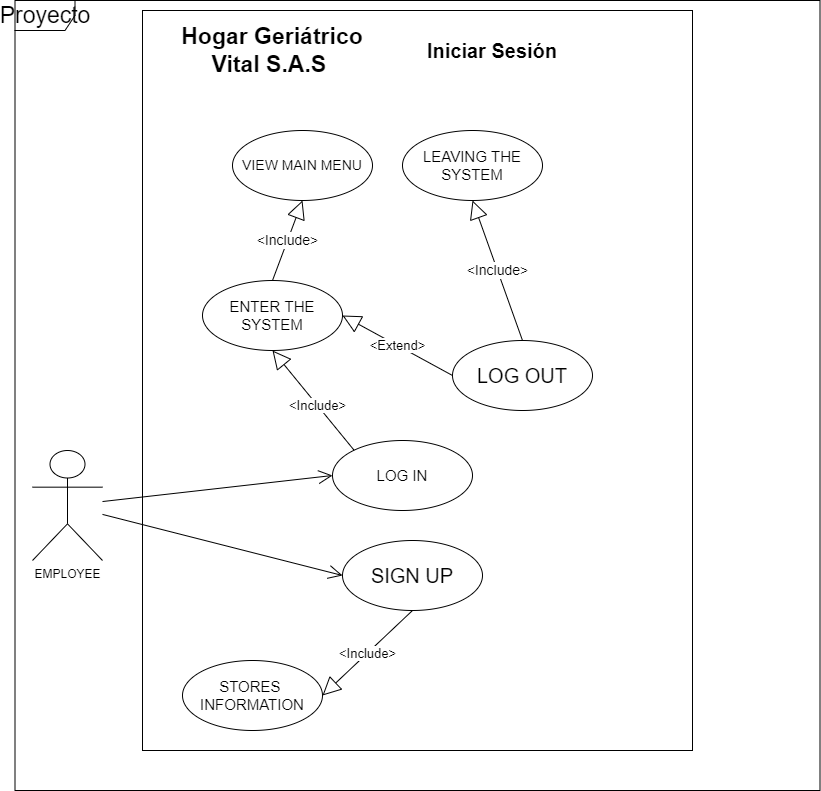 Proyecto
Hogar Geriátrico
Vital S.A.S
Iniciar Sesión
VIEW MAIN MENU
LEAVING THE
SYSTEM
<Include>
<Include>
ENTER THE
SYSTEM
<Extend>
LOG OUT
<Include>
LOG IN
EMPLOYEE
SIGN UP
<Include>
STORES
INFORMATION